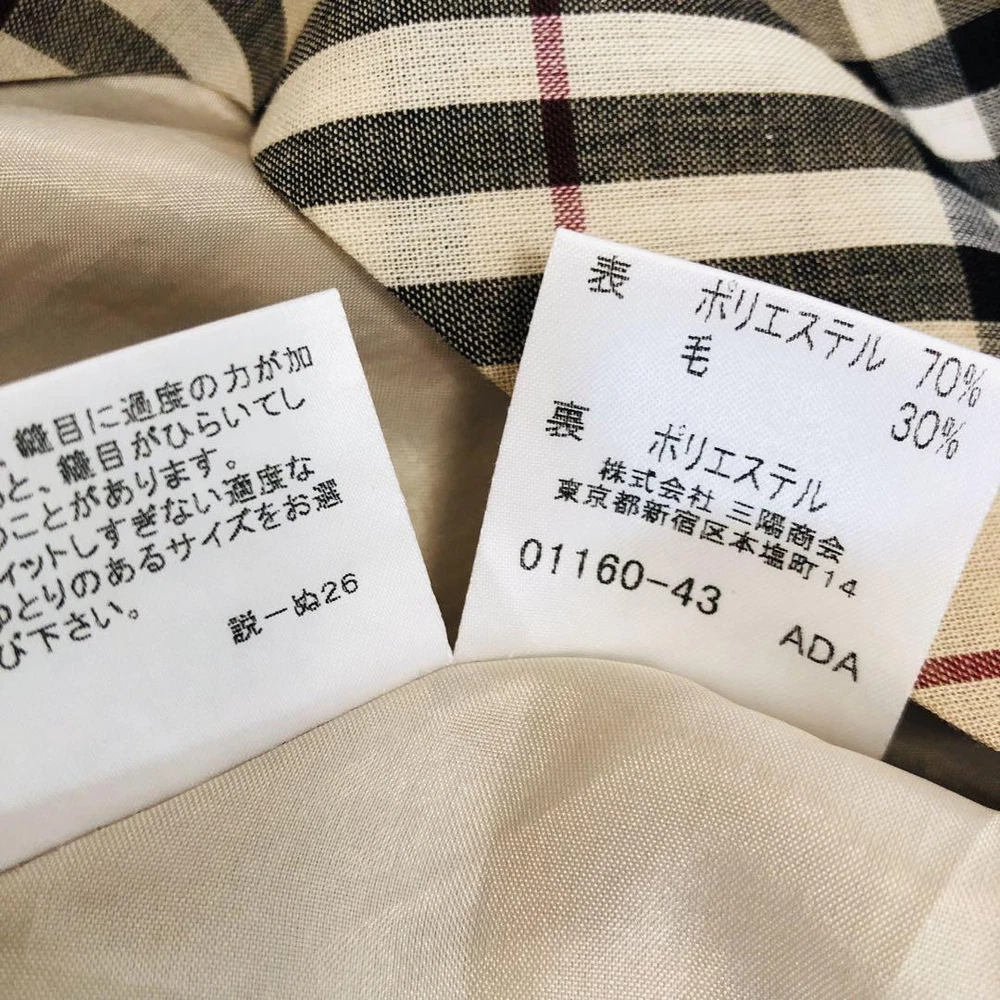 、縫目に過度の力が加
ると、縫目がひらいてし
のことがあります。
ィットしすぎない適度な
ゆとりのあるサイズをお選
び下さい。
説ーぬ26
表 ポリエステル 70%
毛 30%
裏 ポリエステル
株式会社 三陽商会
東京都新宿区本塩町14
01160-43
ADA